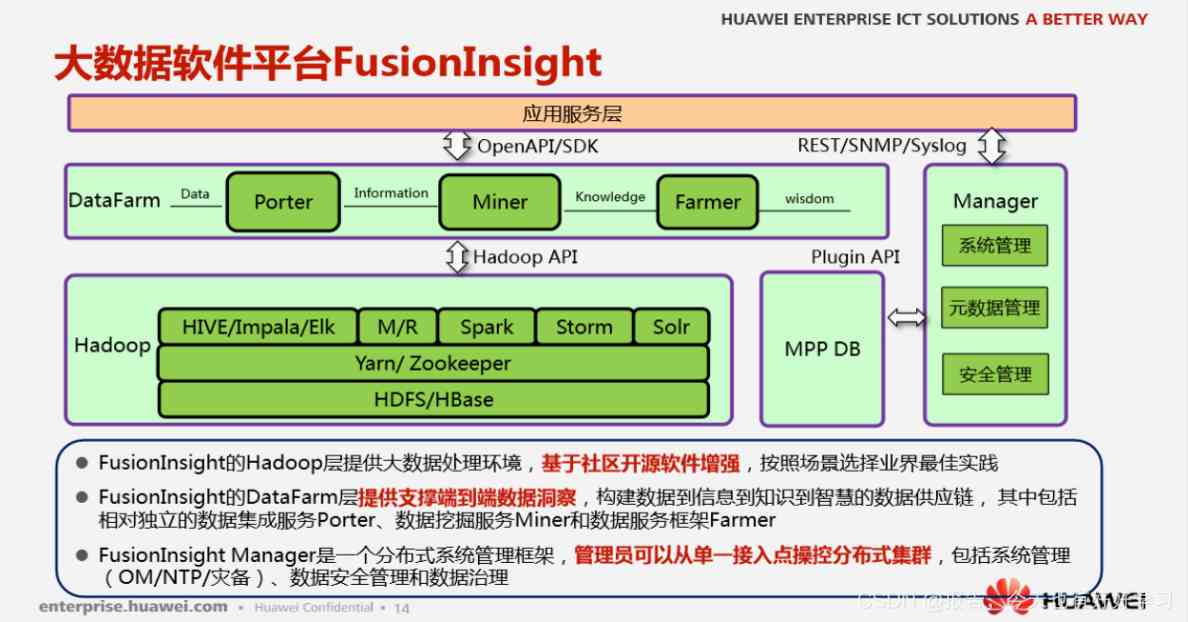 HUAWEI ENTERPRISE ICT SOLUTIONS A BETTER WAY
大数据软件平台FusionInsight
应用服务层
OpenAPI/SDK
REST/SNMP/Syslog
DataFarm
Data
Porter
Information
Miner
Knowledge
Farmer
wisdom
Manager
系统管理
元数据管理
安全管理
Hadoop API
Plugin API
Hadoop
HIVE/Impala/Elk
M/R
Spark
Storm
Solr
Yarn/ Zookeeper
HDFS/HBase
MPP DB
● FusionInsight的Hadoop层提供大数据处理环境，基于社区开源软件增强，按照场景选择业界最佳实践
● FusionInsight的DataFarm层提供支撑端到端数据洞察，构建数据到信息到知识到智慧的数据供应链， 其中包括
相对独立的数据集成服务Porter、数据挖掘服务Miner和数据服务框架Farmer
● FusionInsight Manager是一个分布式系统管理框架，管理员可以从单一接入点操控分布式集群，包括系统管理
（OM/NTP/灾备）、数据安全管理和数据治理
enterprise.huawei.com • Huawei Confidential • 14
HUAWEI
CSDN @报告，今天也有好好学习